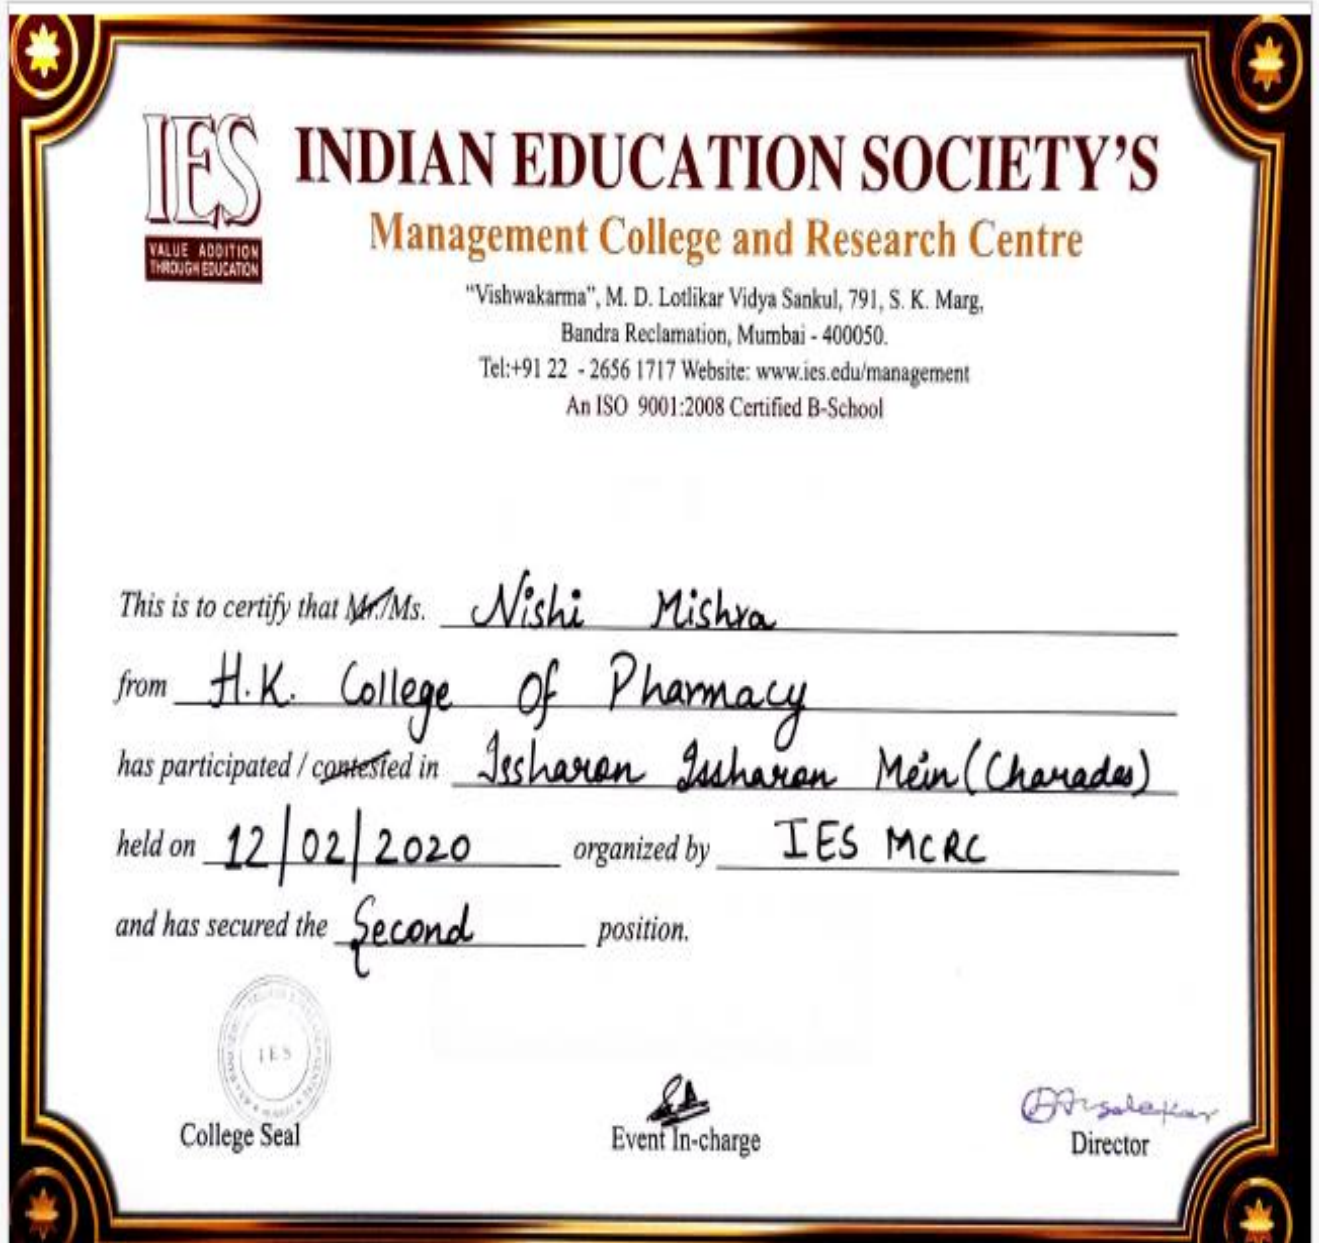 IES
VALUE ADDITION
THROUGH EDUCATION
INDIAN EDUCATION SOCIETY'S
Management College and Research Centre
"Vishwakarma", M. D. Lotlikar Vidya Sankul, 791, S. K. Marg,
Bandra Reclamation, Mumbai - 400050.
Tel:+91 22 - 2656 1717 Website: www.ies.edu/management
An ISO 9001:2008 Certified B-School
This is to certify that Mr./Ms. Nishi Mishra
from H.K. College Of Pharmacy
has participated / contested in Issharon Issharon Mein (Charades)
held on 12/02/2020 organized by IES MCRC
and has secured the Second position.
IES
College Seal
Event In-charge
Director